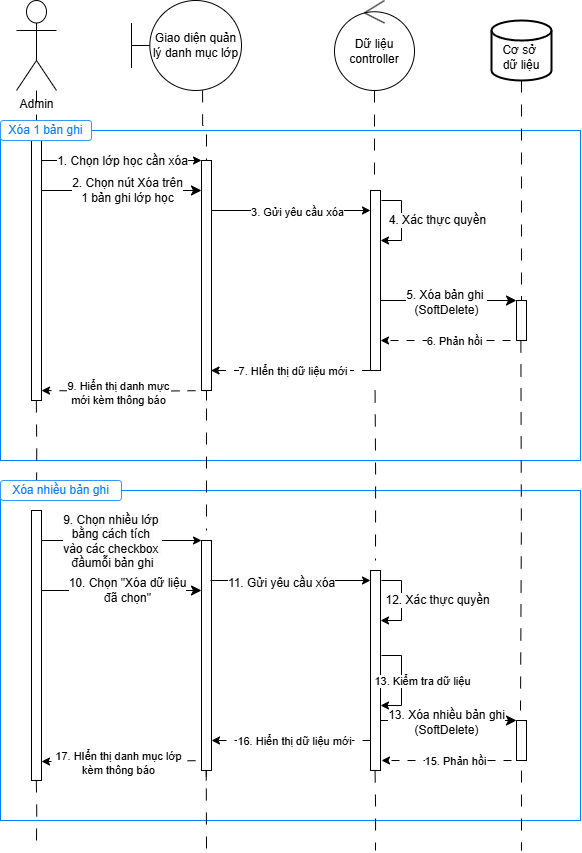 Admin
Giao diện quản
lý danh mục lớp
Dữ liệu
controller
Cơ sở
dữ liệu
Xóa 1 bản ghi
1. Chọn lớp học cần xóa
2. Chọn nút Xóa trên
1 bản ghi lớp học
3. Gửi yêu cầu xóa
4. Xác thực quyền
5. Xóa bản ghi
(SoftDelete)
6. Phản hồi
7. HIển thị dữ liệu mới
9. Hiển thị danh mục
mới kèm thông báo
Xóa nhiều bản ghi
9. Chọn nhiều lớp
bằng cách tích
vào các checkbox
đầumỗi bản ghi
10. Chọn "Xóa dữ liệu
đã chọn"
11. Gửi yêu cầu xóa
12. Xác thực quyền
13. Kiểm tra dữ liệu
13. Xóa nhiều bản ghi
(SoftDelete)
15. Phản hồi
16. Hiển thị dữ liệu mới
17. HIển thị danh mục lớp
kèm thông báo